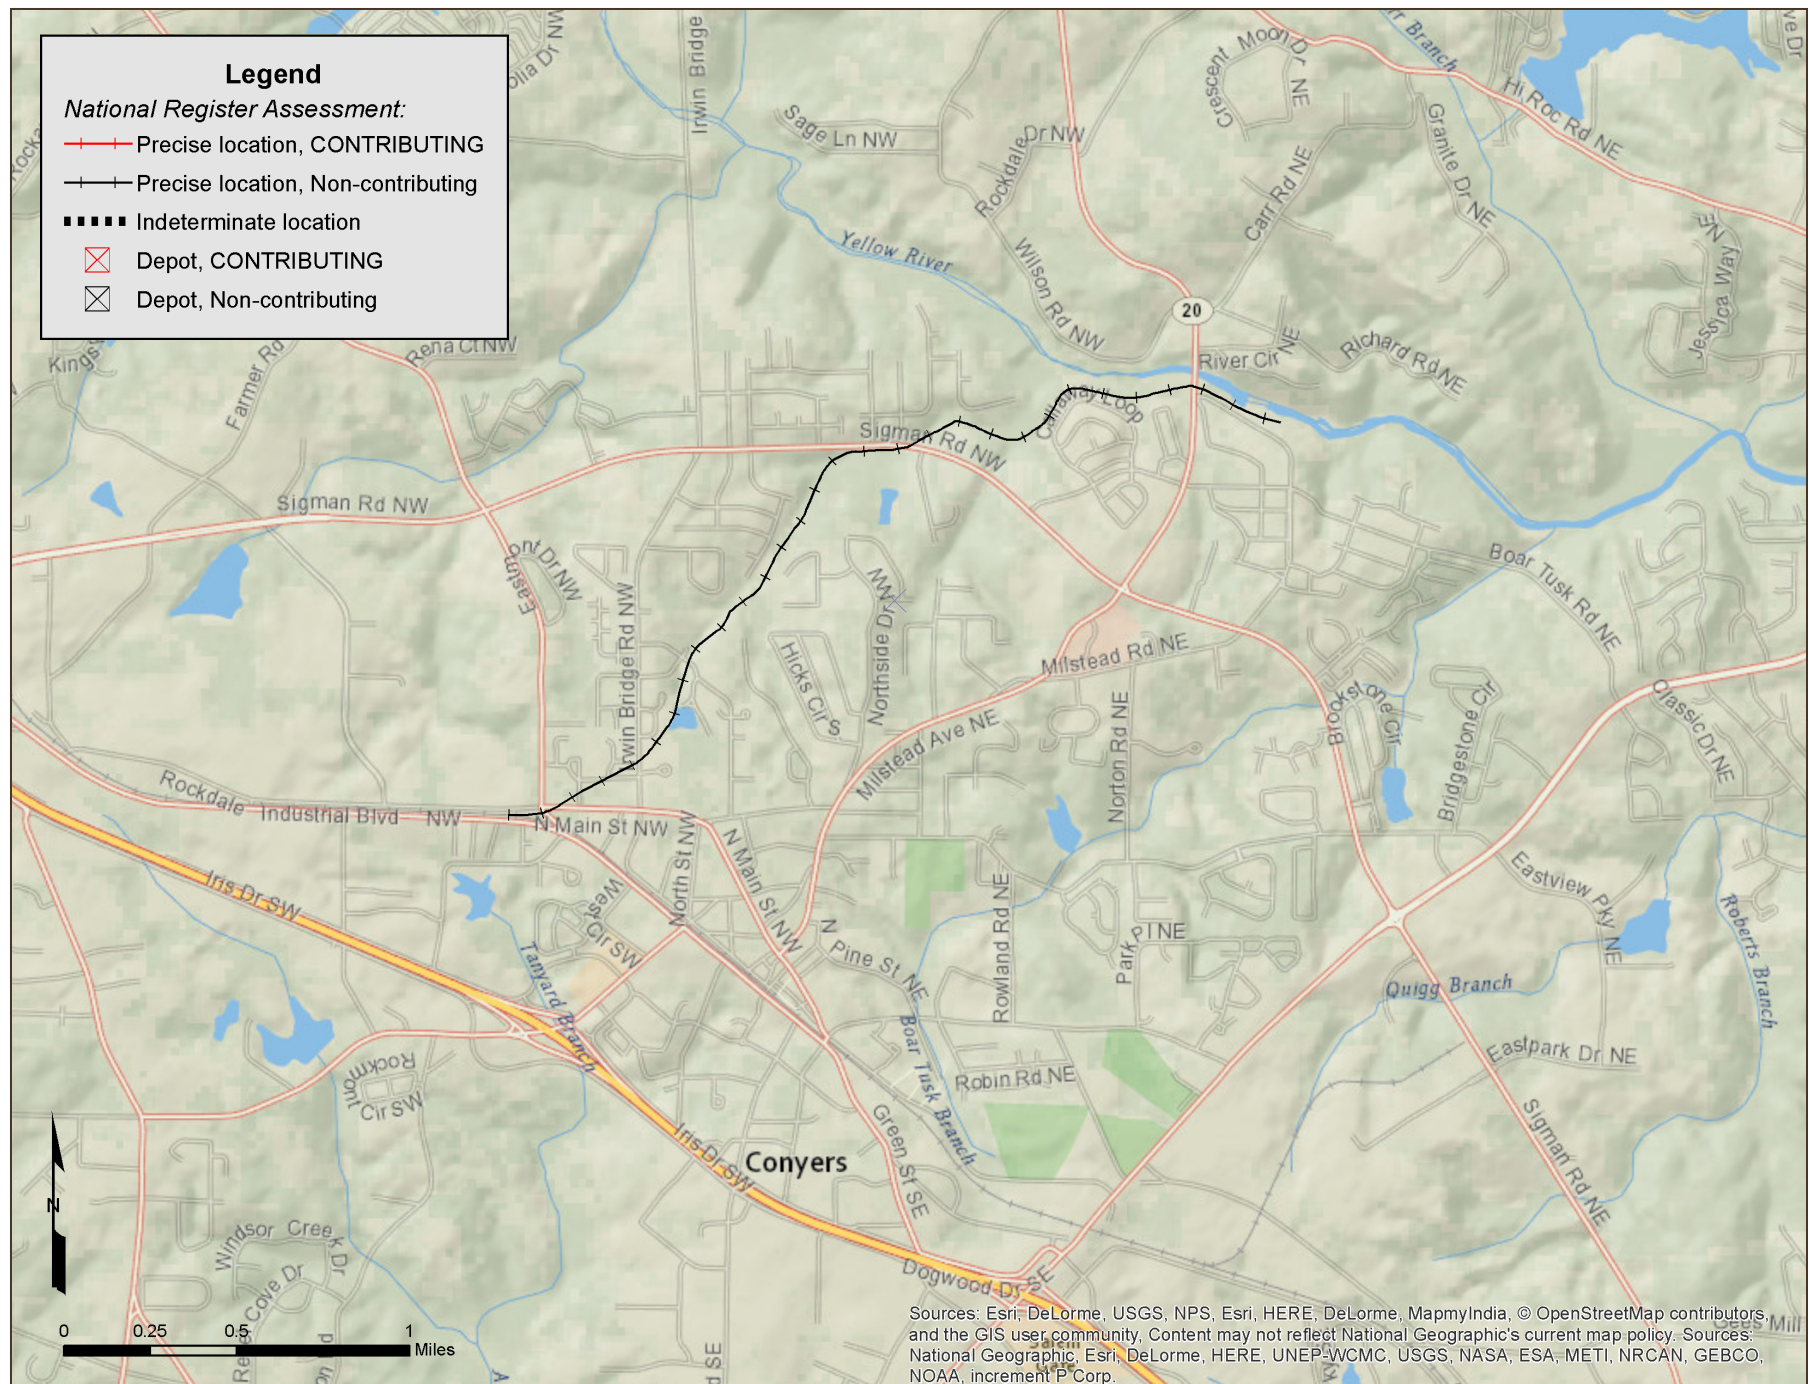 Legend
National Register Assessment:
Precise location, CONTRIBUTING
Precise location, Non-contributing
Indeterminate location
Depot, CONTRIBUTING
Depot, Non-contributing
Irwin Bridge
Sage Ln NW
Rockdale Dr NW
Crescent Moon Dr NE
Branch
Hi Roc Rd NE
Granite Dr NE
Carr Rd NE
Yellow River
Wilson Rd NW
20
Jessica Way NE
River Cir NE
Richard Rd NE
Rena Ct NW
Farmer Rd
Callaway Loop
Sigman Rd NW
Sigman Rd NW
Eastmont Dr NW
Irwin Bridge Rd NW
Northside Dr NW
Hicks Cir S
Milstead Rd NE
Milstead Ave NE
Norton Rd NE
Boar Tusk Rd NE
Brookstone Cir
Bridgestone Cir
Classic Dr NE
Rockdale Industrial Blvd NW
N Main St NW
N Main St NW
North St NW
West Cir SW
Iris Dr SW
Tanyard Branch
N Pine St NE
Rowland Rd NE
Park Pl NE
Eastview Pky NE
Roberts Branch
Quigg Branch
Eastpark Dr NE
Rockmont Cir SW
Boar Tusk Branch
Robin Rd NE
Green St SE
Iris Dr SW
Conyers
Sigman Rd NE
Windsor Creek Dr
Cove Dr
Dogwood Dr SE
N
0 0.25 0.5 1
Miles
Sources: Esri, DeLorme, USGS, NPS, Esri, HERE, DeLorme, MapmyIndia, © OpenStreetMap contributors,
and the GIS user community, Content may not reflect National Geographic's current map policy. Sources:
National Geographic, Esri, DeLorme, HERE, UNEP-WCMC, USGS, NASA, ESA, METI, NRCAN, GEBCO,
NOAA, increment P Corp.